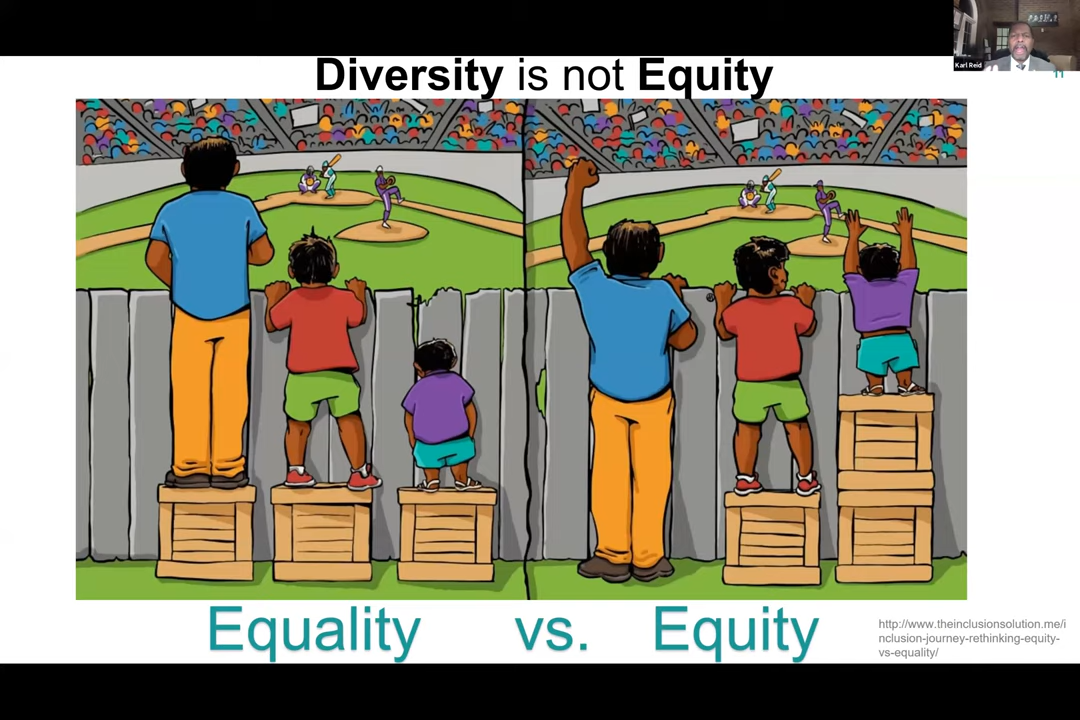 Karl Reid
11
Diversity is not Equity
Equality vs. Equity
http://www.theinclusionsolution.me/i
nclusion-journey-rethinking-equity-
vs-equality/